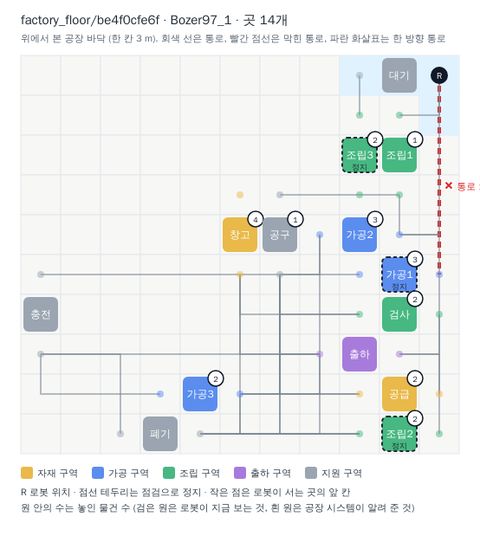 factory_floor/be4f0cfe6f · Bozer97_1 · 곳 14개
위에서 본 공장 바닥 (한 칸 3 m). 회색 선은 통로, 빨간 점선은 막힌 통로, 파란 화살표는 한 방향 통로
대기
R
2
1
조립3
정지
조립1
✕ 통로
4
1
3
창고
공구
가공2
3
가공1
정지
2
충전
검사
출하
2
2
가공3
공급
2
폐기
조립2
정지
자재 구역
가공 구역
조립 구역
출하 구역
지원 구역
R 로봇 위치 · 점선 테두리는 점검으로 정지 · 작은 점은 로봇이 서는 곳의 앞 칸
원 안의 수는 놓인 물건 수 (검은 원은 로봇이 지금 보는 것, 흰 원은 공장 시스템이 알려 준 것)